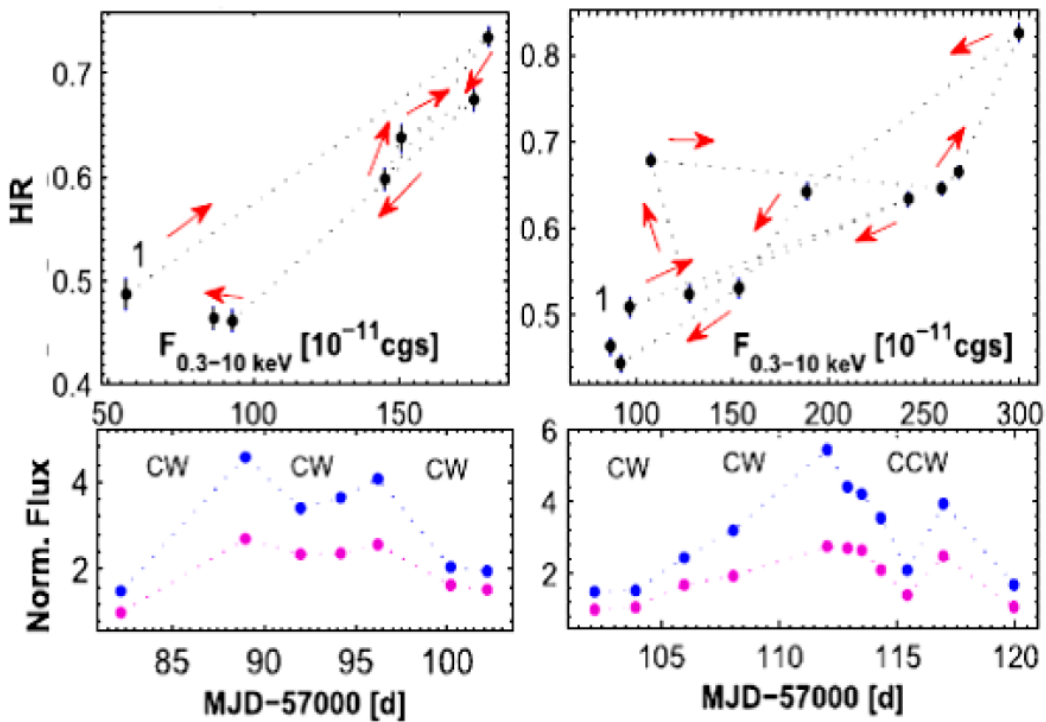 HR
0.7
0.6
0.5
0.4
1
F0.3−10 keV [10−11cgs]
50 100 150
0.8
0.7
0.6
0.5
1
F0.3−10 keV [10−11cgs]
100 150 200 250 300
Norm. Flux
4
2
CW CW CW
85 90 95 100
MJD−57000 [d]
6
4
2
CW CW CCW
105 110 115 120
MJD−57000 [d]